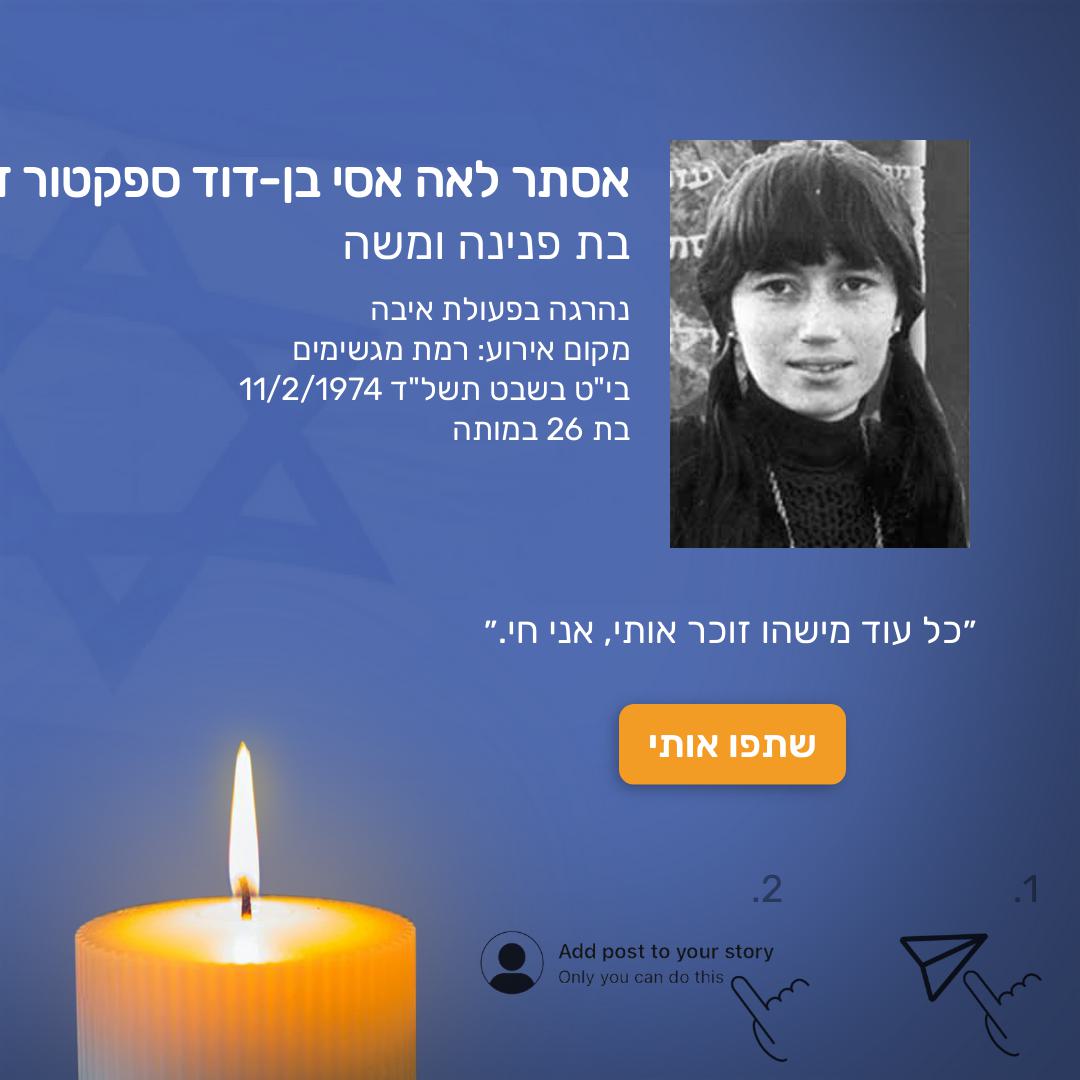 אסתר לאה אסי בן-דוד ספקטור
בת פנינה ומשה
נהרגה בפעולת איבה
מקום אירוע: רמת מגשימים
בי"ט בשבט תשל"ד 11/2/1974
בת 26 במותה
״כל עוד מישהו זוכר אותי, אני חי.״
שתפו אותי
1.
2.
Add post to your story
Only you can do this